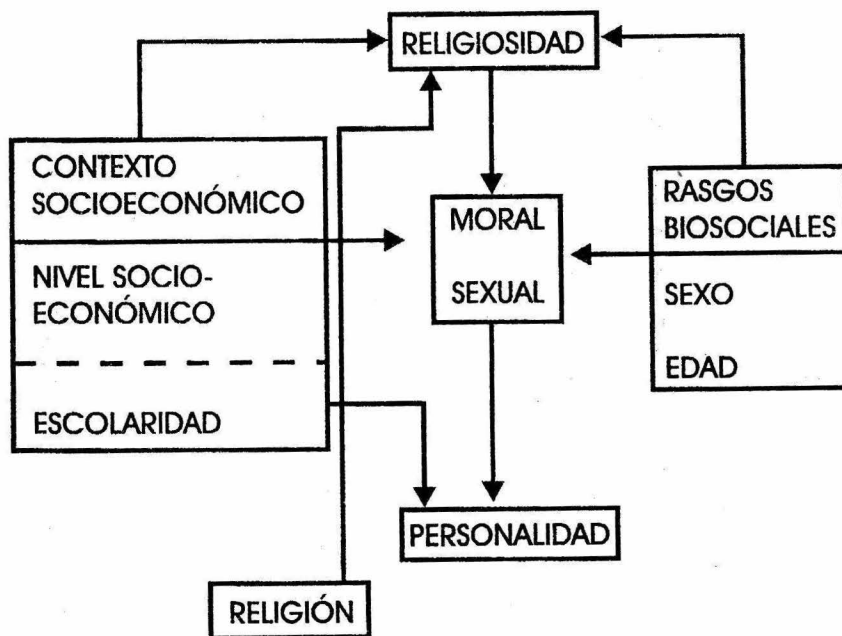 RELIGIOSIDAD
CONTEXTO
SOCIOECONÓMICO
NIVEL SOCIO-
ECONÓMICO
ESCOLARIDAD
MORAL
SEXUAL
RASGOS
BIOSOCIALES
SEXO
EDAD
PERSONALIDAD
RELIGIÓN